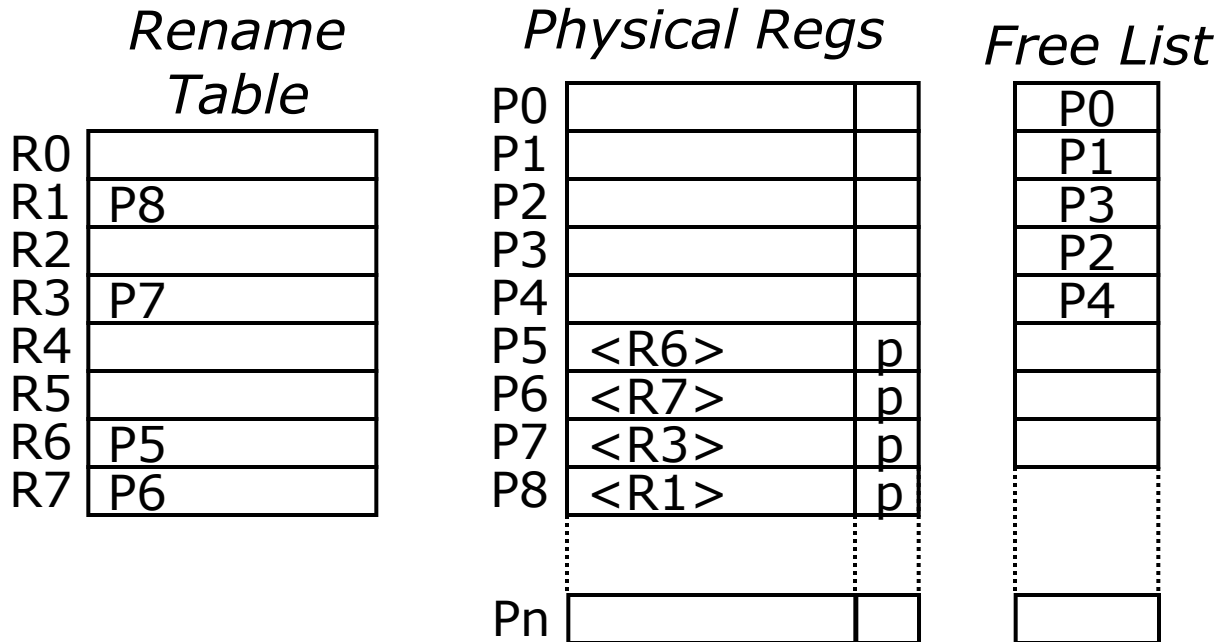 Rename
Table
R0
R1 P8
R2
R3 P7
R4
R5
R6 P5
R7 P6
Physical Regs
P0
P1
P2
P3
P4
P5 <R6> p
P6 <R7> p
P7 <R3> p
P8 <R1> p
Pn
Free List
P0
P1
P3
P2
P4